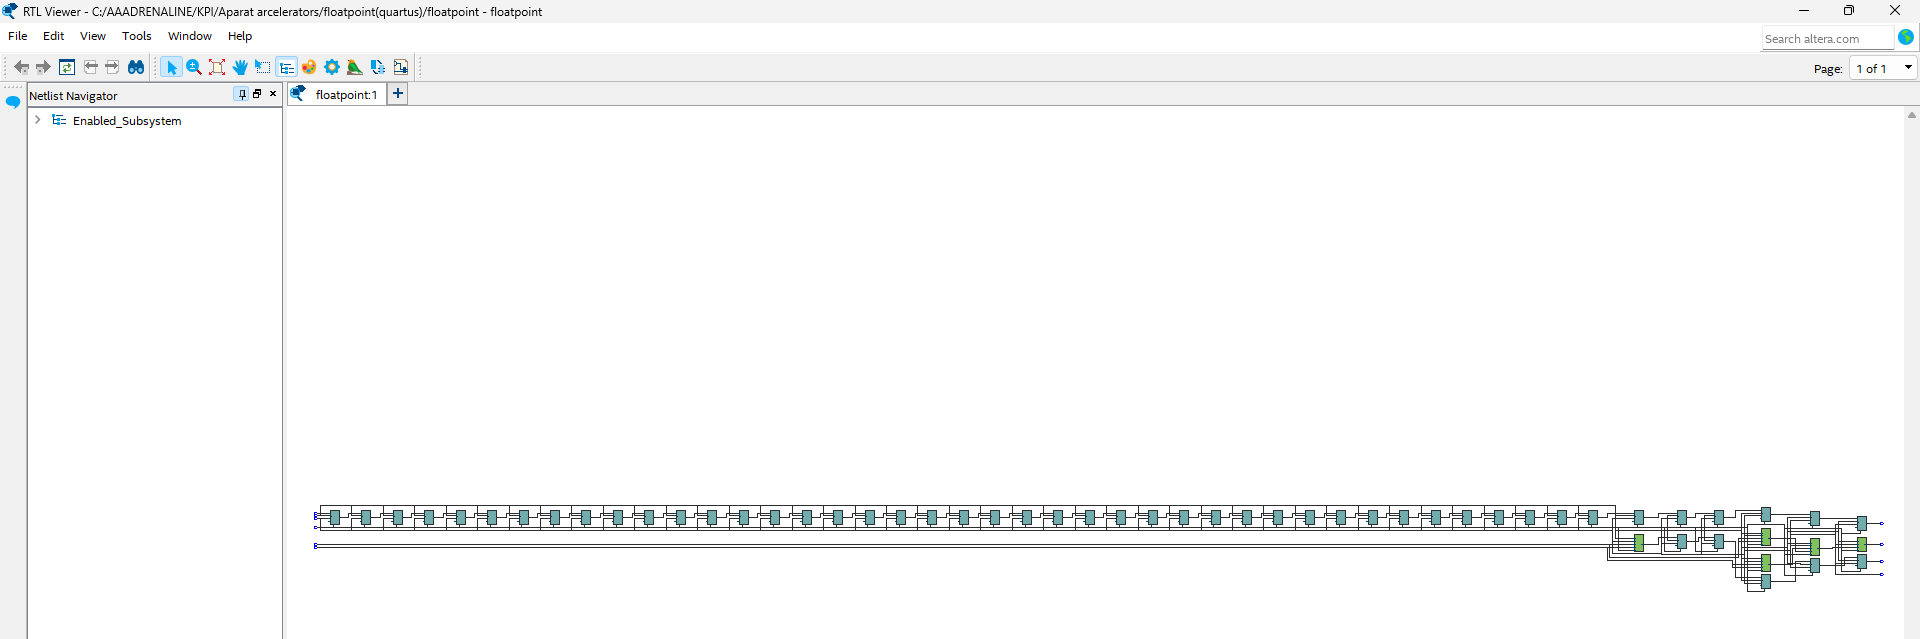 RTL Viewer - C:/AAADRENALINE/KPI/Aparat arcelerators/floatpoint(quartus)/floatpoint - floatpoint
File Edit View Tools Window Help
Search altera.com
Page: 1 of 1
Netlist Navigator
floatpoint:1
Enabled_Subsystem